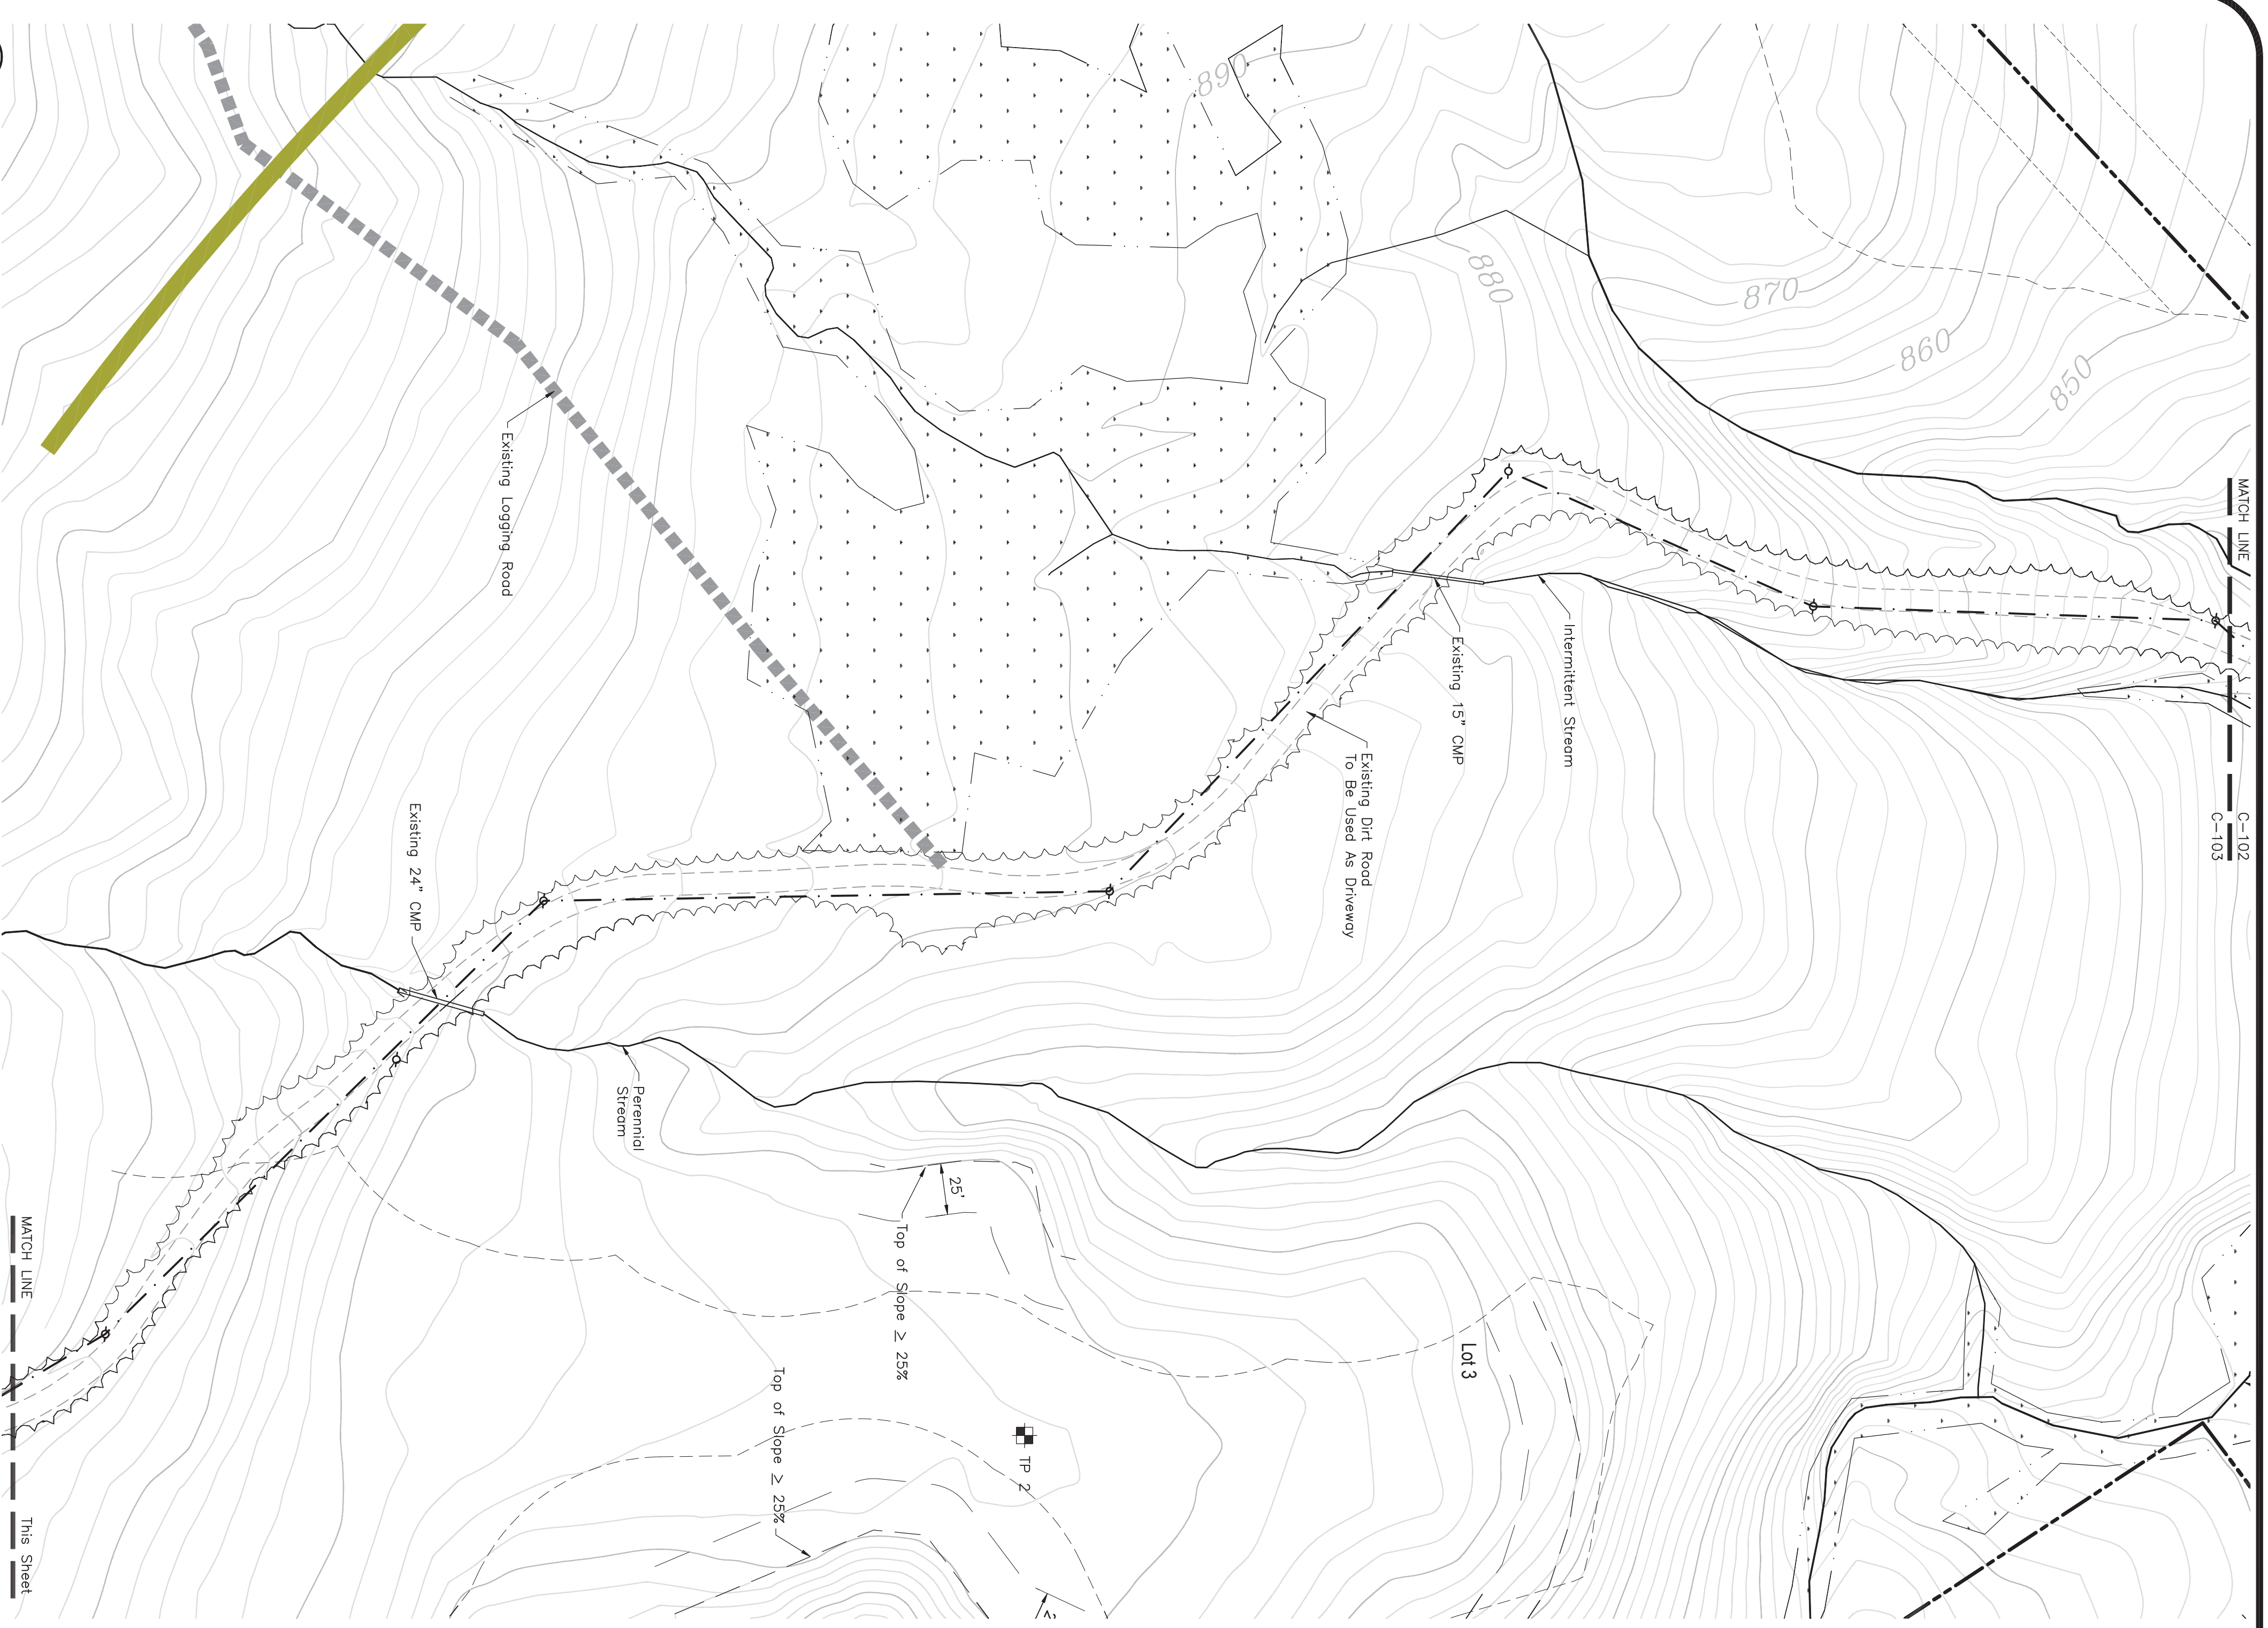 890
880
870
860
850
MATCH LINE
C-102
C-103
Existing Logging Road
Intermittent Stream
Existing 15" CMP
Existing Dirt Road
To Be Used As Driveway
Existing 24" CMP
Perennial
Stream
25'
Top of Slope ≥ 25%
Lot 3
Top of Slope ≥ 25%
TP 2
MATCH LINE
This Sheet